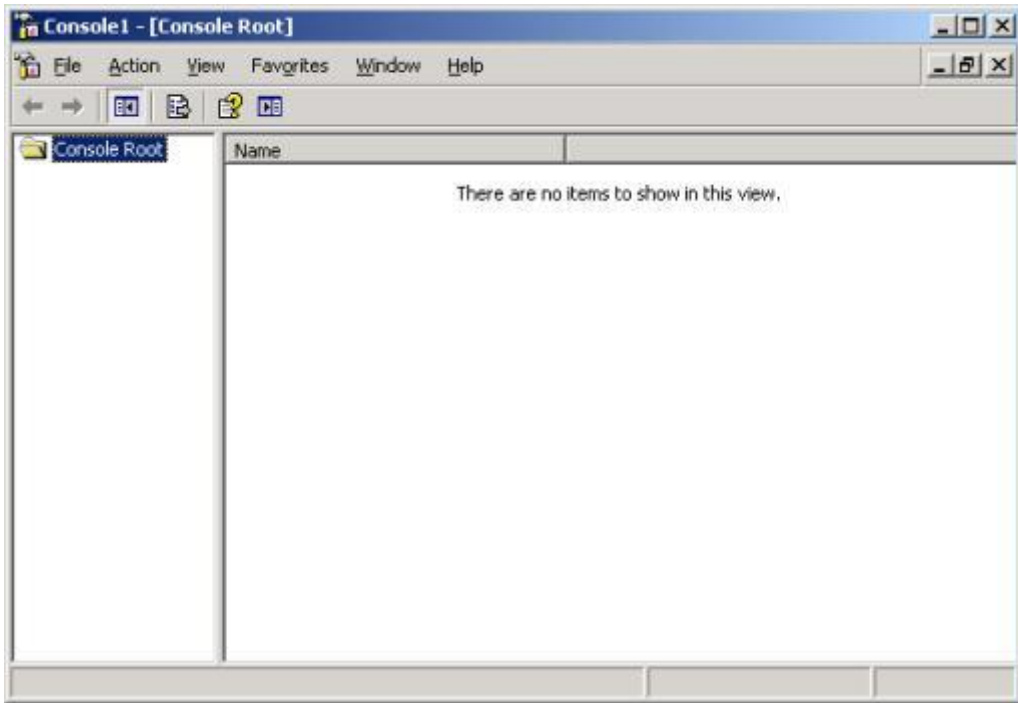 Console1 - [Console Root]
File Action View Favorites Window Help
Console Root
Name
There are no items to show in this view.